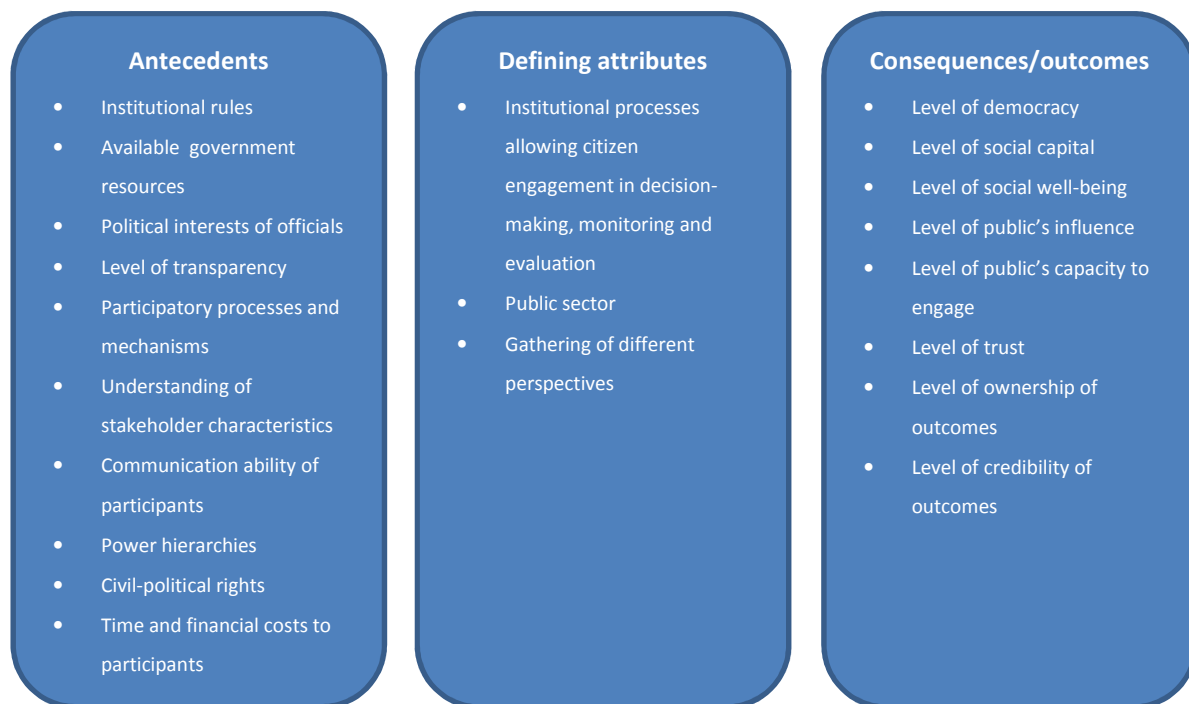 Antecedents
• Institutional rules
• Available government
resources
• Political interests of officials
• Level of transparency
• Participatory processes and
mechanisms
• Understanding of
stakeholder characteristics
• Communication ability of
participants
• Power hierarchies
• Civil-political rights
• Time and financial costs to
participants
Defining attributes
• Institutional processes
allowing citizen
engagement in decision-
making, monitoring and
evaluation
• Public sector
• Gathering of different
perspectives
Consequences/outcomes
• Level of democracy
• Level of social capital
• Level of social well-being
• Level of public’s influence
• Level of public’s capacity to
engage
• Level of trust
• Level of ownership of
outcomes
• Level of credibility of
outcomes